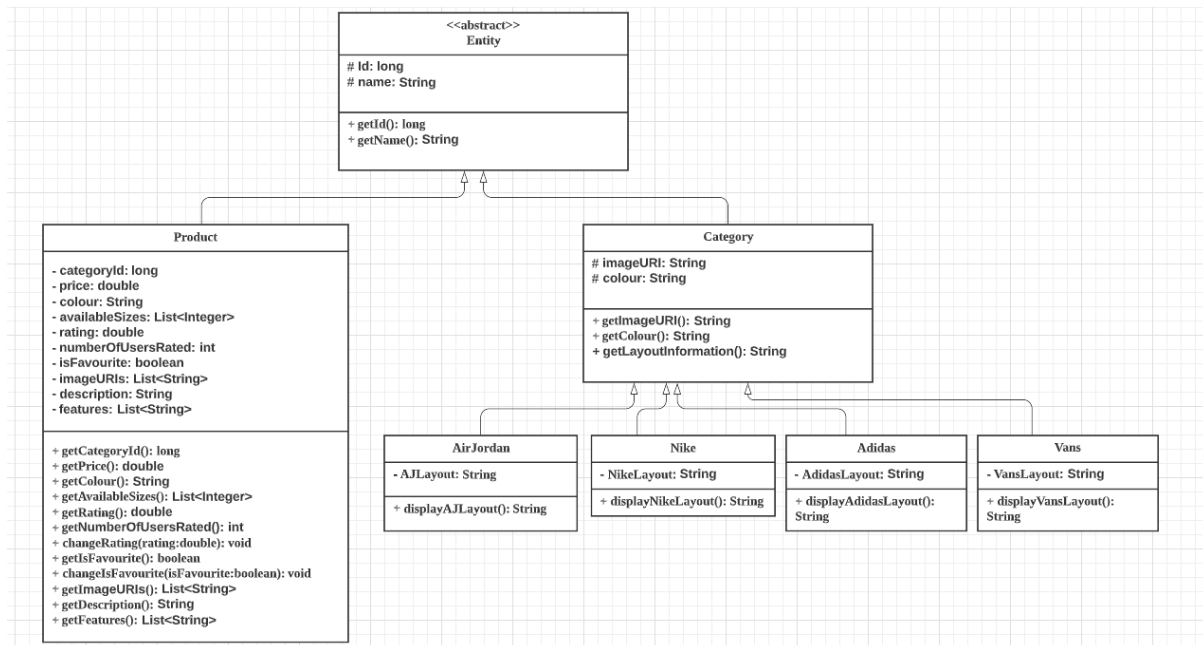 <<abstract>>
Entity
# Id: long
# name: String
+ getId(): long
+ getName(): String
Product
- categoryId: long
- price: double
- colour: String
- availableSizes: List<Integer>
- rating: double
- numberOfUsersRated: int
- isFavourite: boolean
- imageURIs: List<String>
- description: String
- features: List<String>
+ getCategoryId(): long
+ getPrice(): double
+ getColour(): String
+ getAvailableSizes(): List<Integer>
+ getRating(): double
+ getNumberOfUsersRated(): int
+ changeRating(rating:double): void
+ getIsFavourite(): boolean
+ changeIsFavourite(isFavourite:boolean): void
+ getImageURIs(): List<String>
+ getDescription(): String
+ getFeatures(): List<String>
Category
# imageURI: String
# colour: String
+ getImageURI(): String
+ getColour(): String
+ getLayoutInformation(): String
AirJordan
- AJLayout: String
+ displayAJLayout(): String
Nike
- NikeLayout: String
+ displayNikeLayout(): String
Adidas
- AdidasLayout: String
+ displayAdidasLayout():
String
Vans
- VansLayout: String
+ displayVansLayout():
String